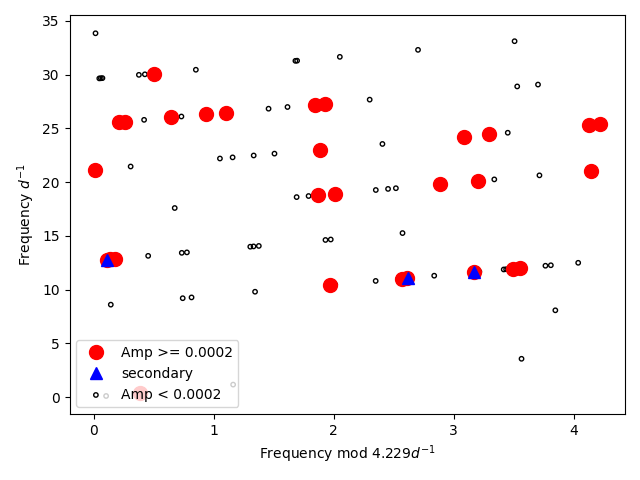 35
30
25
20
15
10
5
0
Frequency $d^{-1}$
Amp >= 0.0002
secondary
Amp < 0.0002
0 1 2 3 4
Frequency mod 4.229$d^{-1}$